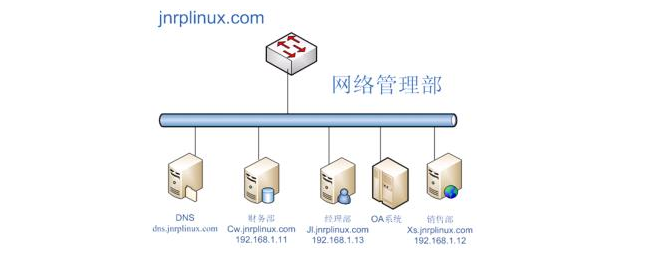 jnrplinux.com
网络管理部
DNS
dns.jnrplinux.com
财务部
Cw.jnrplinux.com
192.168.1.11
经理部
Jl.jnrplinux.com
192.168.1.13
OA系统
销售部
Xs.jnrplinux.com
192.168.1.12